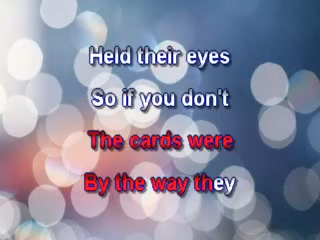 Held their eyes
So if you don't
The cards were
By the way they